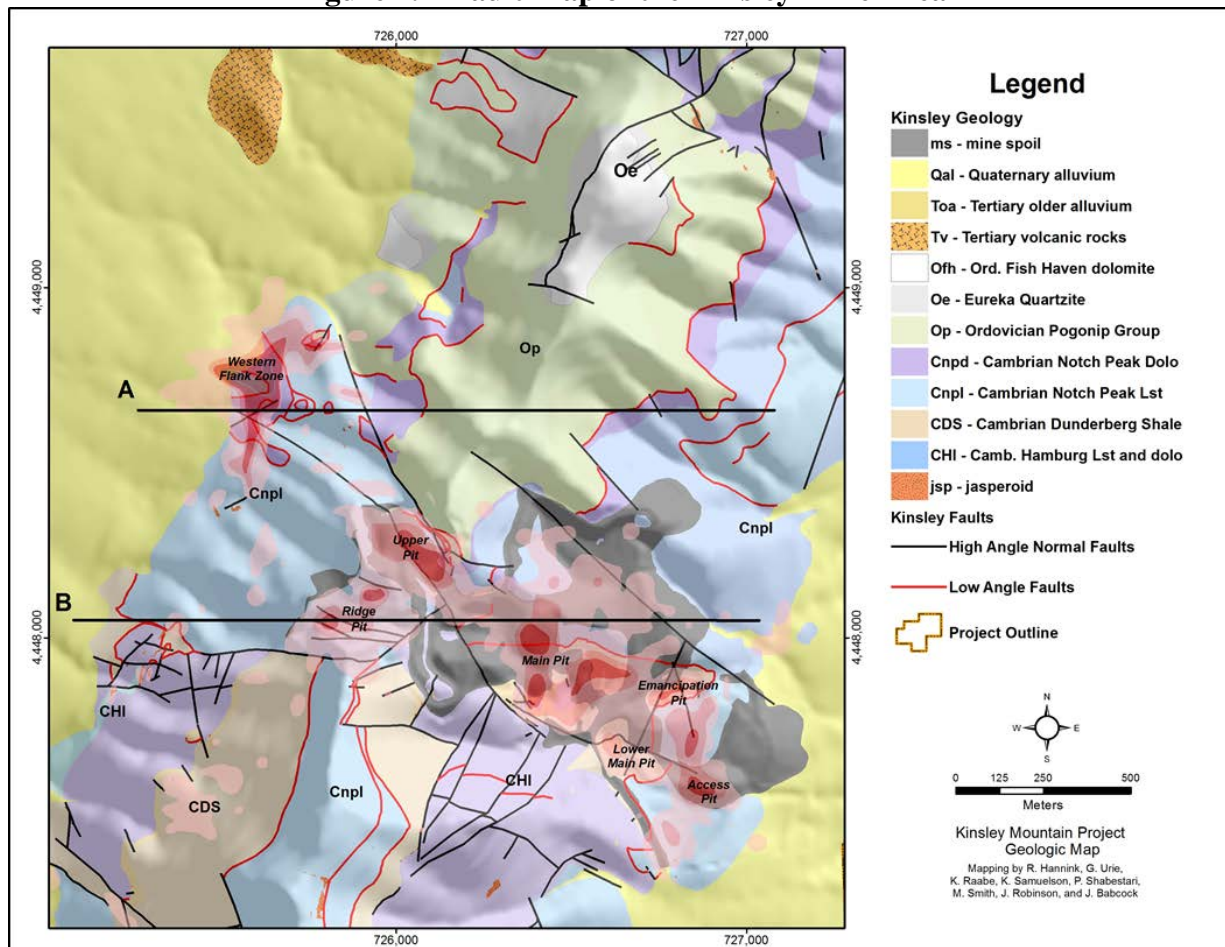 726,000
727,000
4,449,000
4,449,000
4,448,000
4,448,000
726,000
727,000
Oe
Op
Western
Flank Zone
A
Cnpl
Cnpl
Upper
Pit
B
Ridge
Pit
Main Pit
Emancipation
Pit
CHl
Lower
Main Pit
CHl
Access
Pit
CDS
Cnpl
Legend
Kinsley Geology
ms - mine spoil
Qal - Quaternary alluvium
Toa - Tertiary older alluvium
Tv - Tertiary volcanic rocks
Ofh - Ord. Fish Haven dolomite
Oe - Eureka Quartzite
Op - Ordovician Pogonip Group
Cnpd - Cambrian Notch Peak Dolo
Cnpl - Cambrian Notch Peak Lst
CDS - Cambrian Dunderberg Shale
CHl - Camb. Hamburg Lst and dolo
jsp - jasperoid
Kinsley Faults
High Angle Normal Faults
Low Angle Faults
Project Outline
N
W E
S
0 125 250 500
Meters
Kinsley Mountain Project
Geologic Map
Mapping by R. Hannink, G. Urie,
K. Raabe, K. Samuelson, P. Shabestari,
M. Smith, J. Robinson, and J. Babcock